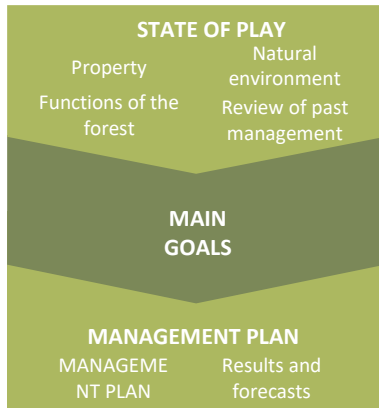 STATE OF PLAY
Property
Natural
environment
Functions of the
forest
Review of past
management
MAIN
GOALS
MANAGEMENT PLAN
MANAGEME
NT PLAN
Results and
forecasts